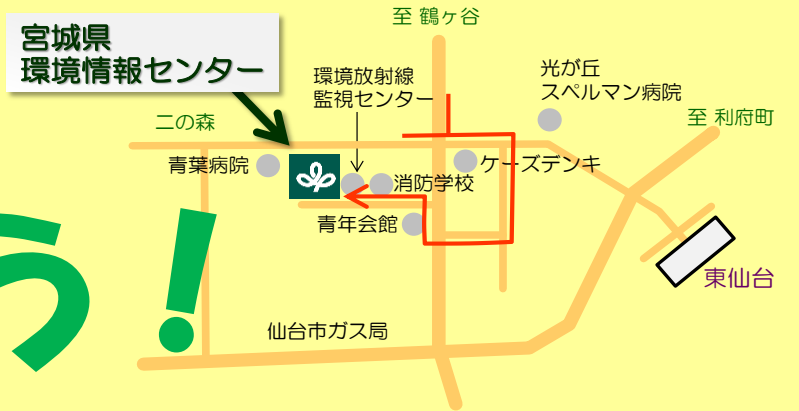 至 鶴ヶ谷
宮城県
環境情報センター
環境放射線
監視センター
光が丘
スペルマン病院
至 利府町
二の森
青葉病院
ケーズデンキ
消防学校
青年会館
東仙台
う！
仙台市ガス局